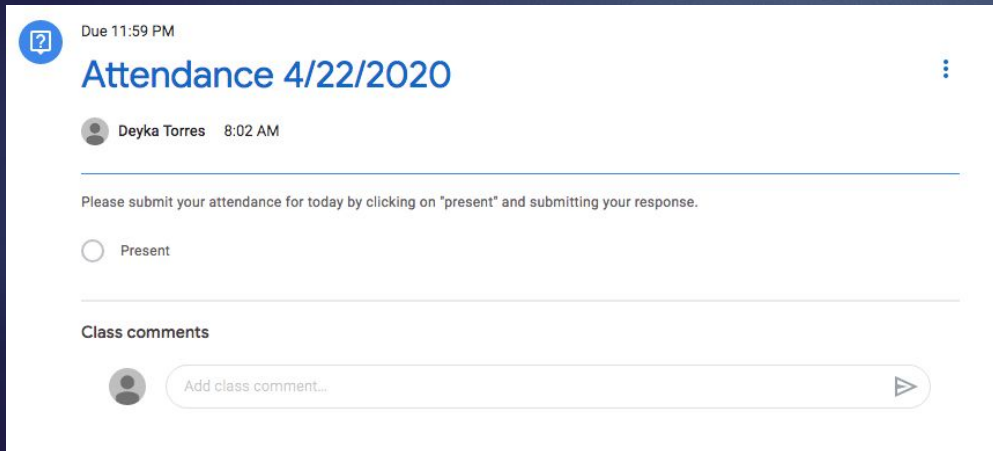 Due 11:59 PM
Attendance 4/22/2020
Deyka Torres 8:02 AM
Please submit your attendance for today by clicking on "present" and submitting your response.
Present
Class comments
Add class comment...